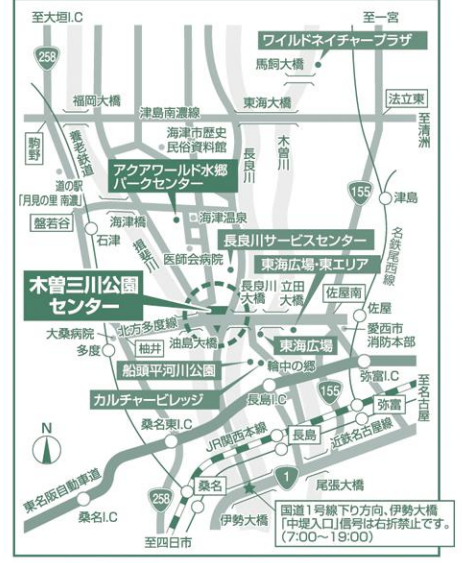 至大垣I.C
至一宮
ワイルドネイチャープラザ
258
馬飼大橋
福岡大橋
津島南濃線
東海大橋
法立東
至清洲
駒野
養老鉄道
海津市歴史
民俗資料館
長良川
木曽川
アクアワールド水郷
パークセンター
道の駅
「月見の里 南濃」
155
津島
盤若谷
海津橋
海津温泉
石津
揖斐川
名鉄尾西線
医師会病院
長良川サービスセンター
東海広場・東エリア
木曽三川公園
センター
長良川
大橋
立田
大橋
佐屋南
佐屋
大桑病院
北方多度線
多度
柚井
油島大橋
東海広場
愛西市
消防本部
船頭平河川公園
輪中の郷
弥富I.C
至名古屋
カルチャービレッジ
長島I.C
155
弥富
桑名東I.C
N
JR関西本線
長島
近鉄名古屋線
東名阪自動車道
桑名
1
258
尾張大橋
桑名I.C
伊勢大橋
至四日市
国道1号線下り方向、伊勢大橋
「中堤入口」信号は右折禁止です。
(7:00〜19:00)